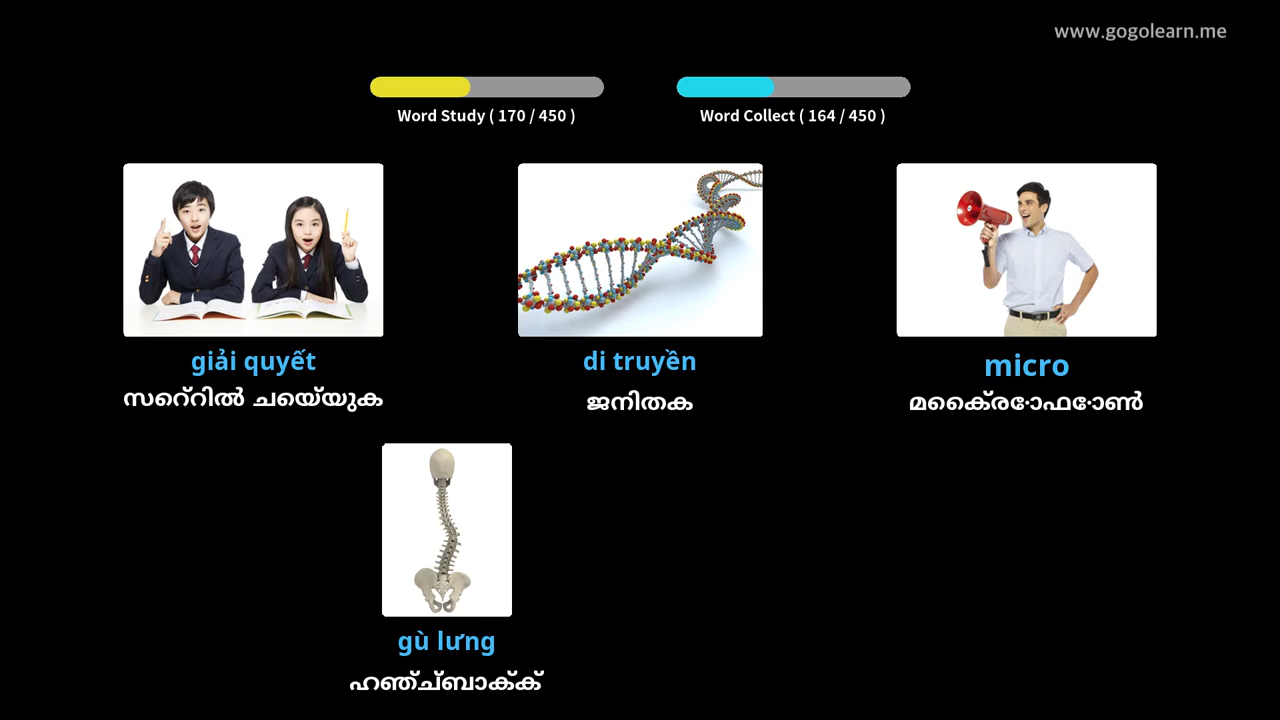 www.gogolearn.me
Word Study ( 170 / 450 )
Word Collect ( 164 / 450 )
giải quyết
സെറ്റിൽ ചെയ്യുക
di truyền
ജനിതക
micro
മൈക്രോഫോൺ
gù lưng
ഹഞ്ച്ബാക്ക്